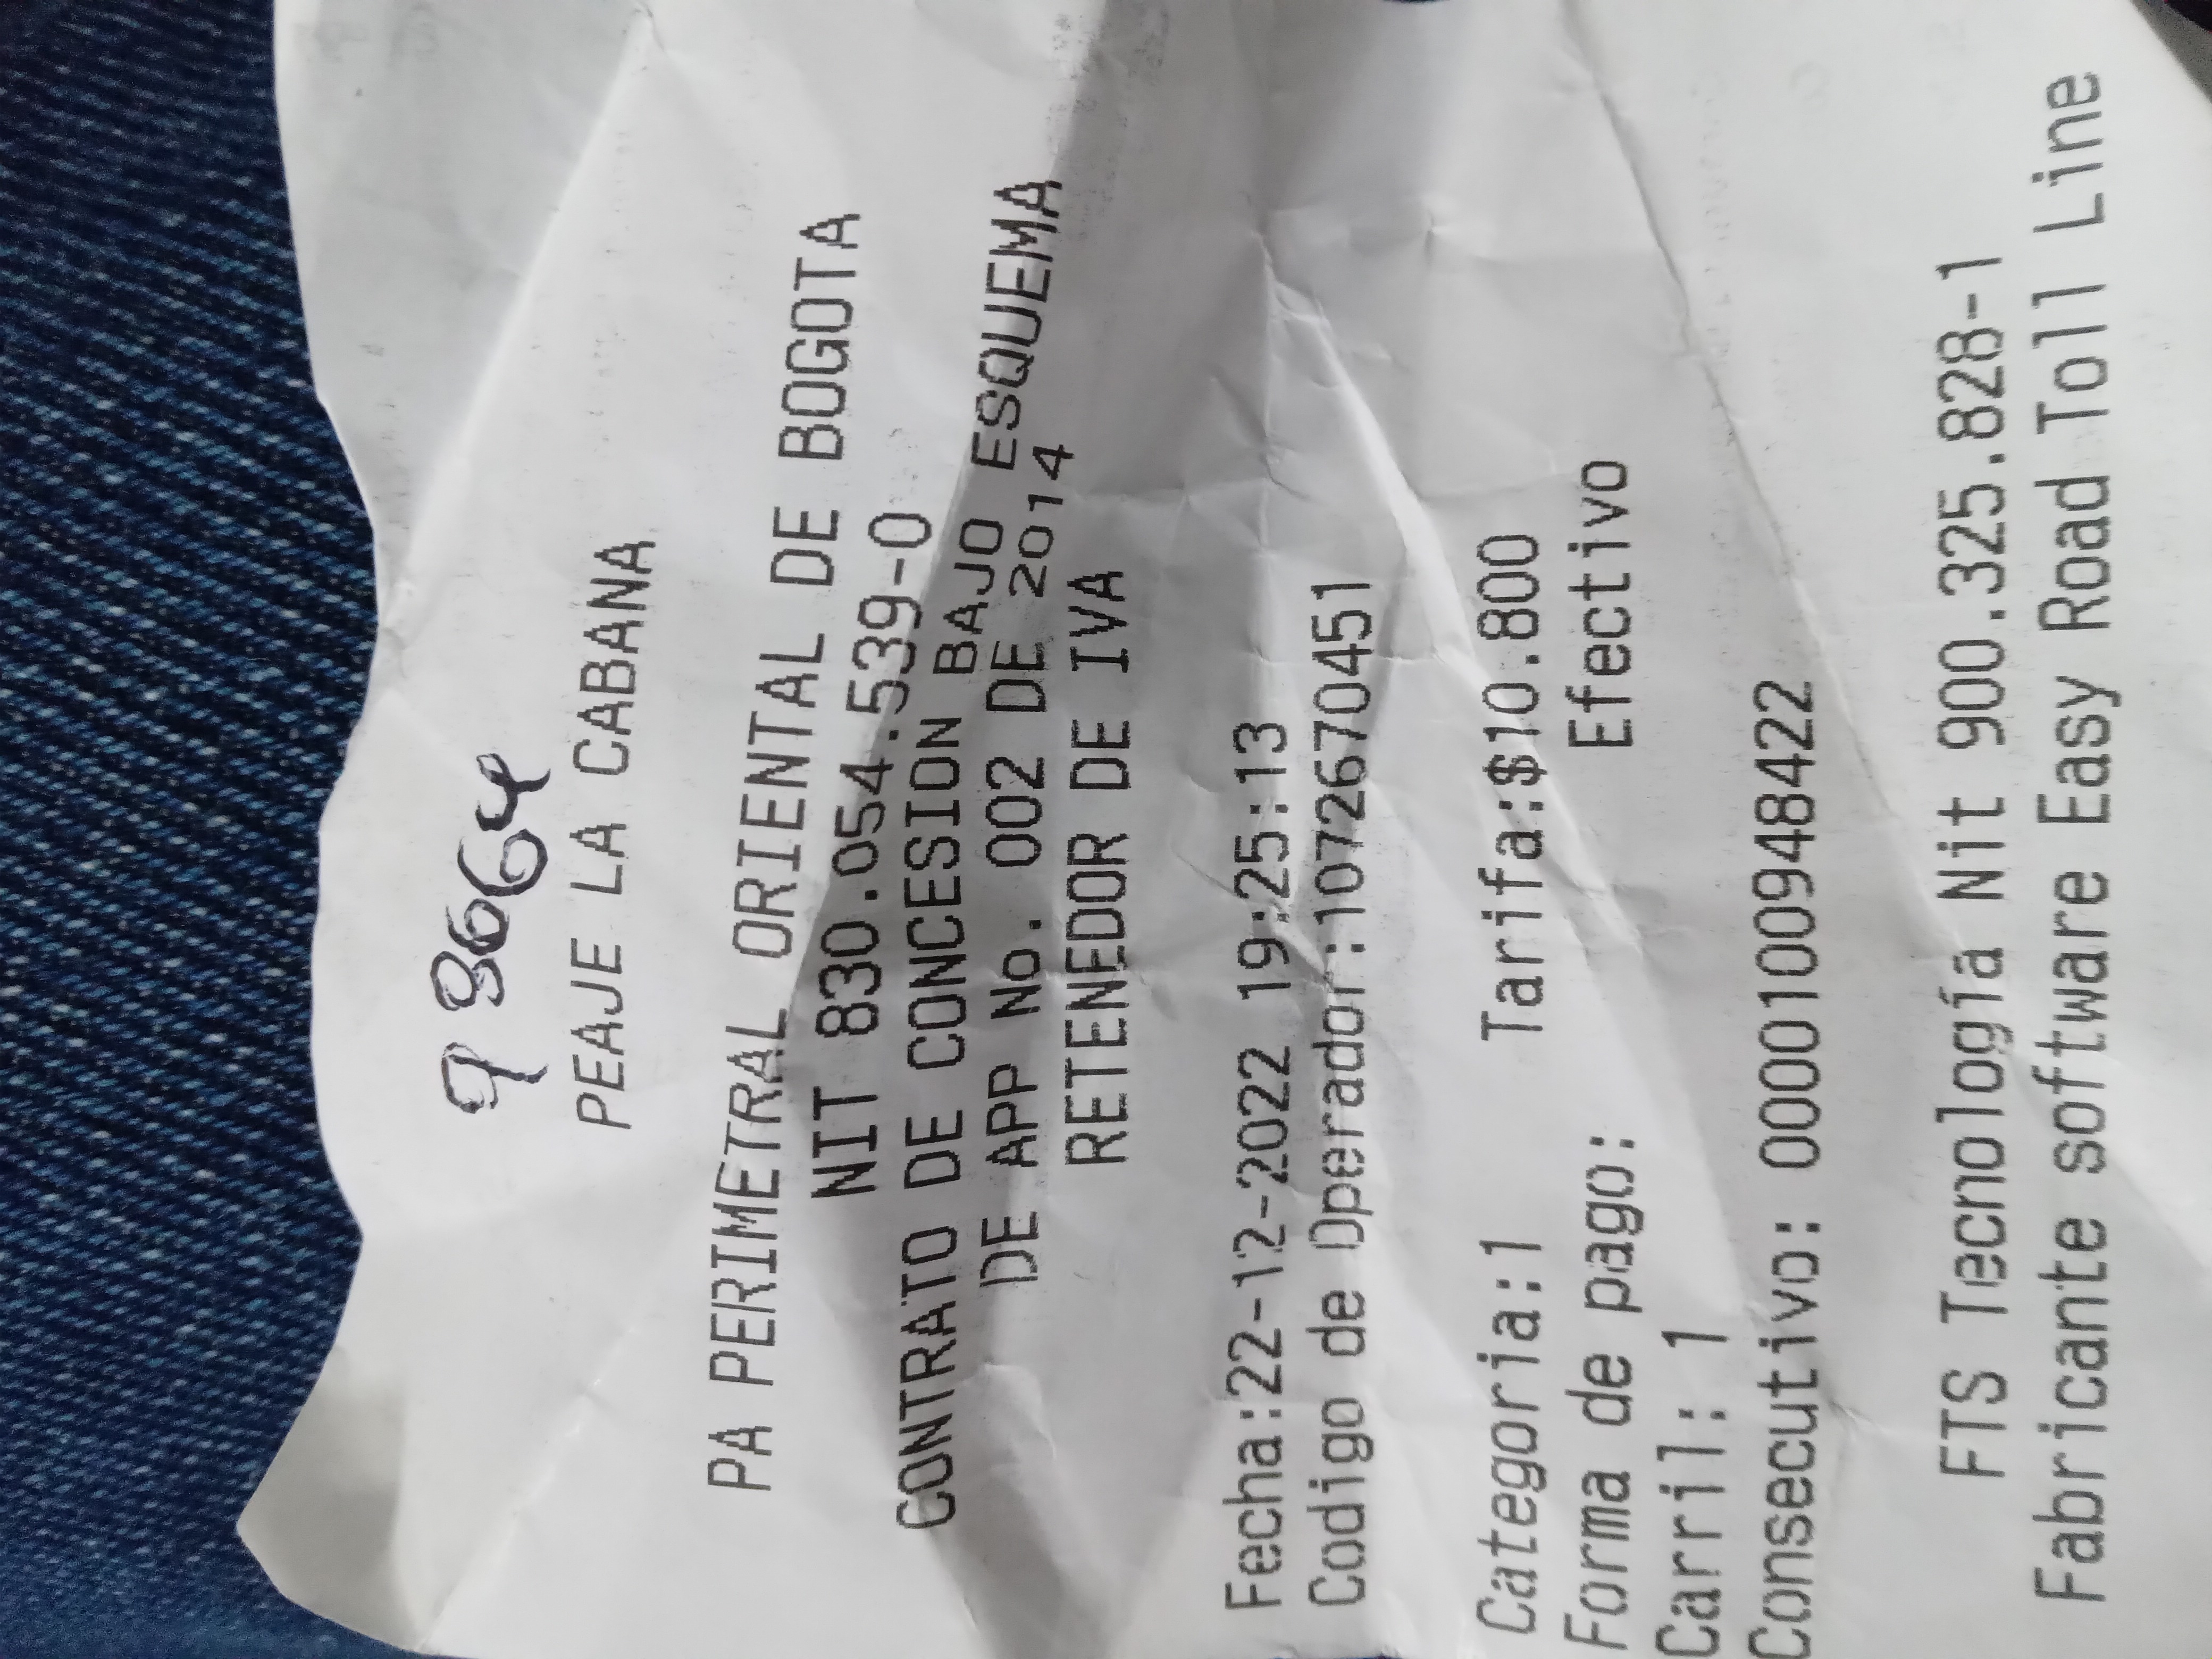 9 8664
PEAJE LA CABANA
PA PERIMETRAL ORIENTAL DE BOGOTA
NIT 830.054.539-0
CONTRATO DE CONCESION BAJO ESQUEMA
DE APP No. 002 DE 2014
RETENEDOR DE IVA
Fecha:22-12-2022 19:25:13
Codigo de Operador:1072670451
Categoria:1 Tarifa:$10.800
Forma de pago: Efectivo
Carril: 1
Consecutivo: 0000100948422
FTS Tecnología Nit 900.325.828-1
Fabricante software Easy Road Toll Line